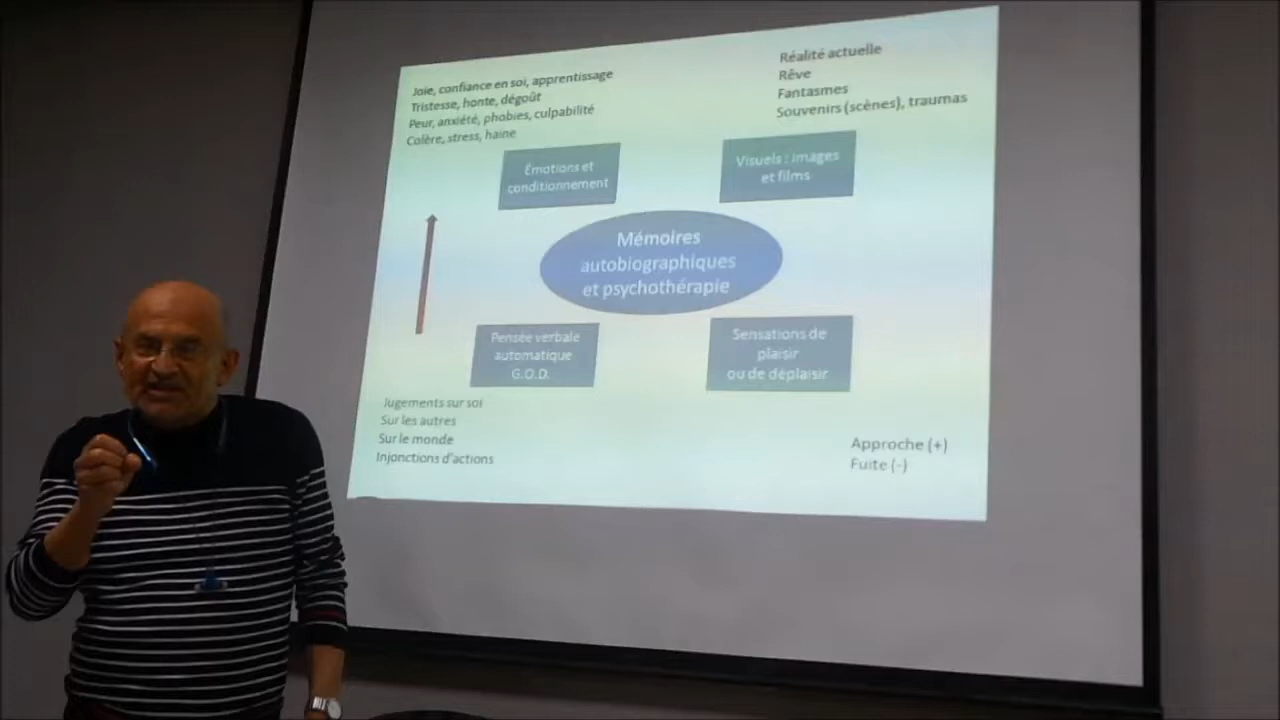 Joie, confiance en soi, apprentissage
Tristesse, honte, dégoût
Peur, anxiété, phobies, culpabilité
Colère, stress, haine
Réalité actuelle
Rêve
Fantasmes
Souvenirs (scènes), traumas
Émotions et
conditionnement
Visuels : images
et films
Mémoires
autobiographiques
et psychothérapie
Pensée verbale
automatique
G.O.D.
Sensations de
plaisir
ou de déplaisir
Jugements sur soi
Sur les autres
Sur le monde
Injonctions d'actions
Approche (+)
Fuite (-)